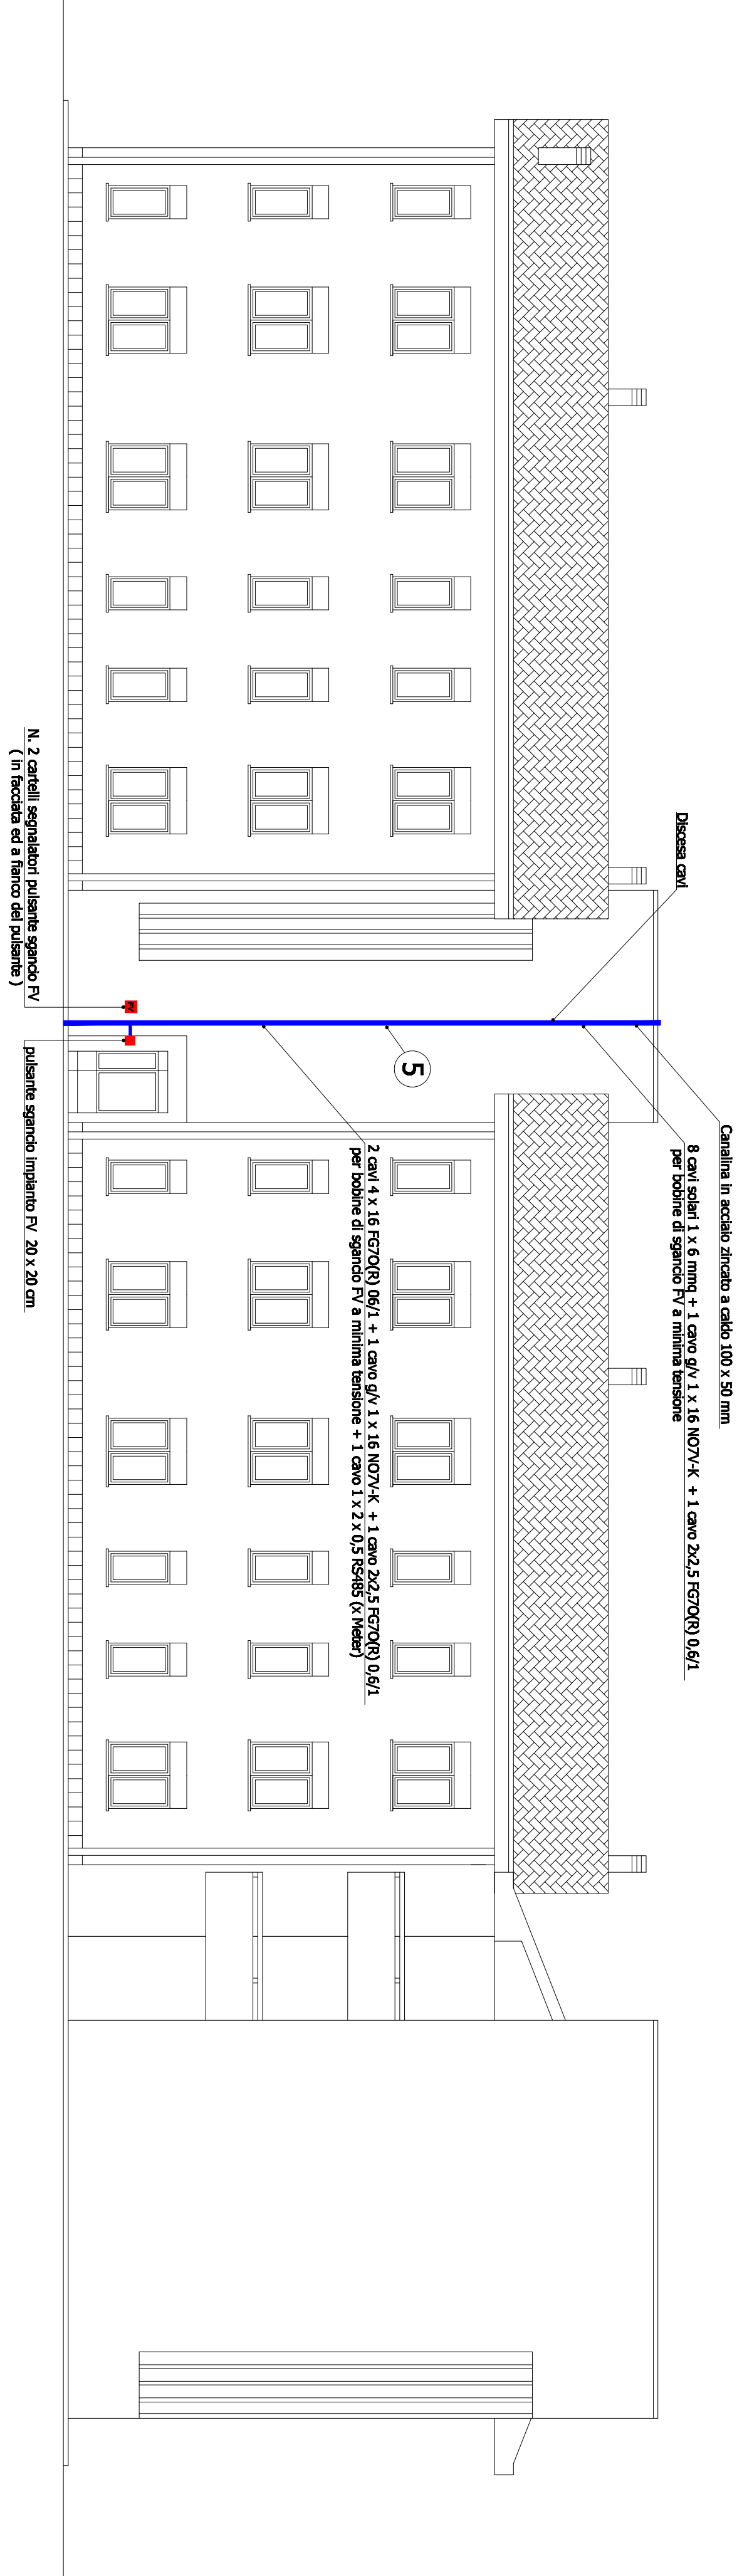 Canalina in acciaio zincato a caldo 100 x 50 mm
8 cavi solari 1 x 6 mmq + 1 cavo g/v 1 x 16 NO7V-K + 1 cavo 2x2,5 FG7O(R) 0,6/1
per bobine di sgancio FV a minima tensione
Discesa cavi
5
2 cavi 4 x 16 FG7O(R) 06/1 + 1 cavo g/v 1 x 16 NO7V-K + 1 cavo 2x2,5 FG7O(R) 0,6/1
per bobine di sgancio FV a minima tensione + 1 cavo 1 x 2 x 0,5 RS485 (x Meter)
FV
N. 2 cartelli segnalatori pulsante sgancio FV
( in facciata ed a fianco del pulsante )
pulsante sgancio impianto FV 20 x 20 cm